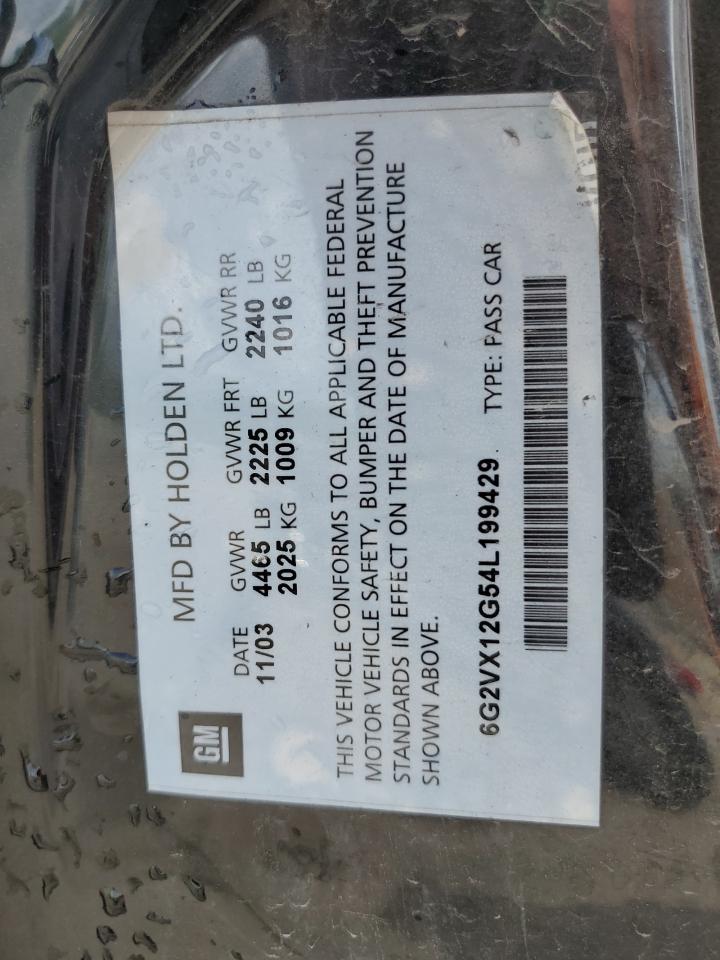 GM
MFD BY HOLDEN LTD.
DATE GVWR GVWR FRT GVWR RR
11/03 4465 LB 2225 LB 2240 LB
2025 KG 1009 KG 1016 KG
THIS VEHICLE CONFORMS TO ALL APPLICABLE FEDERAL
MOTOR VEHICLE SAFETY, BUMPER AND THEFT PREVENTION
STANDARDS IN EFFECT ON THE DATE OF MANUFACTURE
SHOWN ABOVE.
6G2VX12G54L199429 TYPE: PASS CAR